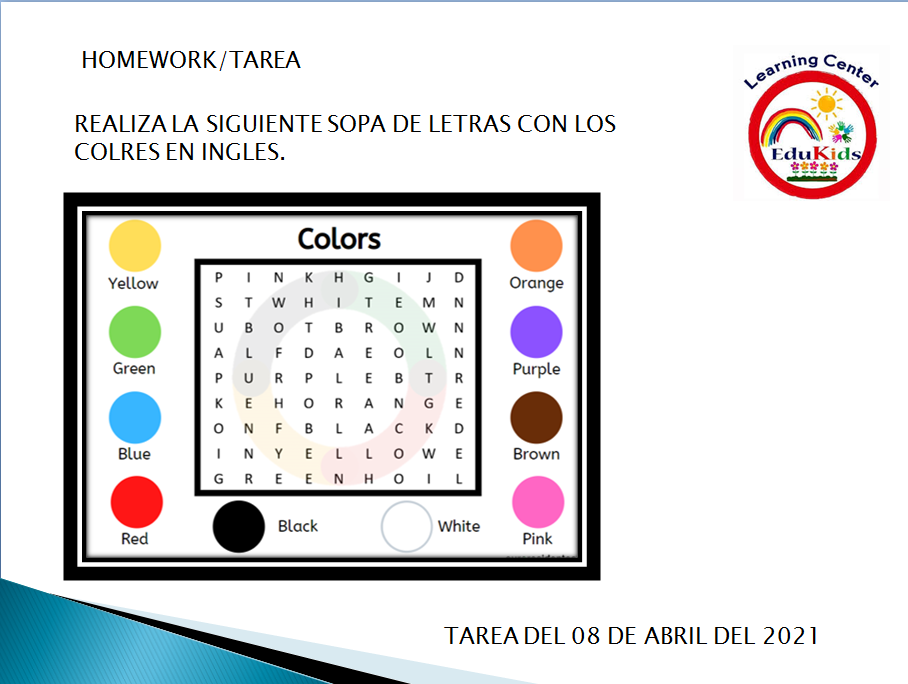 HOMEWORK/TAREA
Learning Center
EduKids
REALIZA LA SIGUIENTE SOPA DE LETRAS CON LOS
COLRES EN INGLES.
Colors
Yellow
Green
Blue
Red
P I N K H G I J D
S T W H I T E M N
U B O T B R O W N
A L F D A E O L N
P U R P L E B T R
K E H O R A N G E
O N F B L A C K D
I N Y E L L O W E
G R E E N H O I L
Orange
Purple
Brown
Pink
Black
White
TAREA DEL 08 DE ABRIL DEL 2021